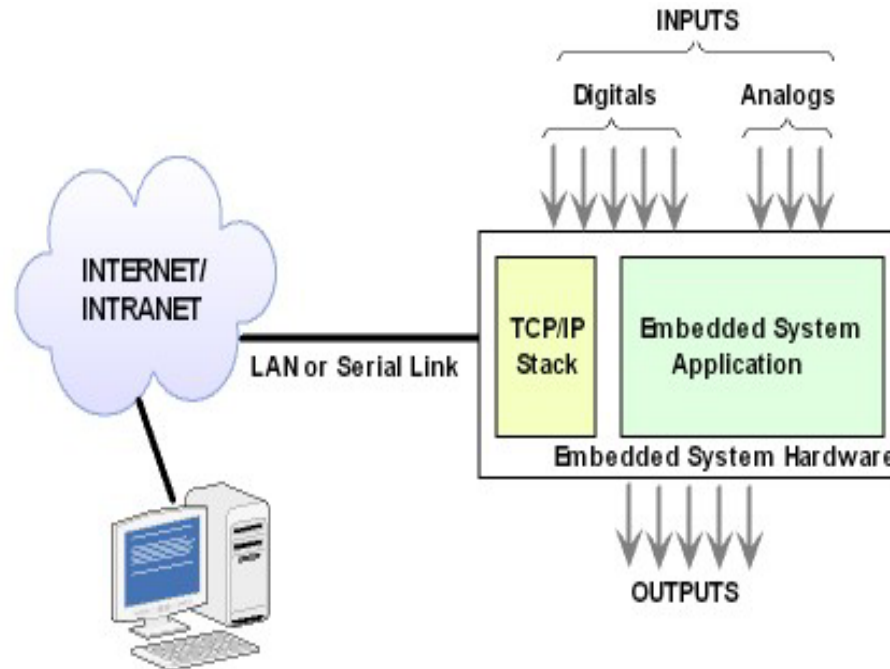 INPUTS
Digitals
Analogs
INTERNET/
INTRANET
LAN or Serial Link
TCP/IP
Stack
Embedded System
Application
Embedded System Hardware
OUTPUTS